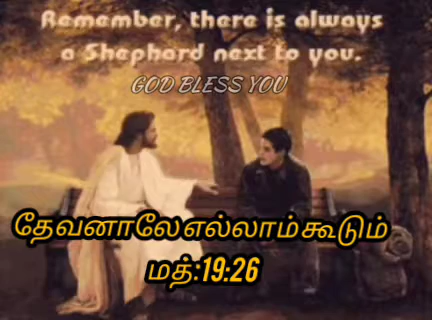 Remember, there is always
a Shephard next to you.
GOD BLESS YOU
தேவனாலே எல்லாம் கூடும்
மத்:19:26